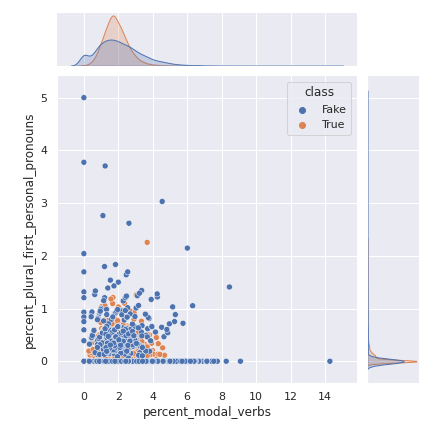 class
Fake
True
5
4
3
2
1
0
percent_plural_first_personal_pronouns
0 2 4 6 8 10 12 14
percent_modal_verbs